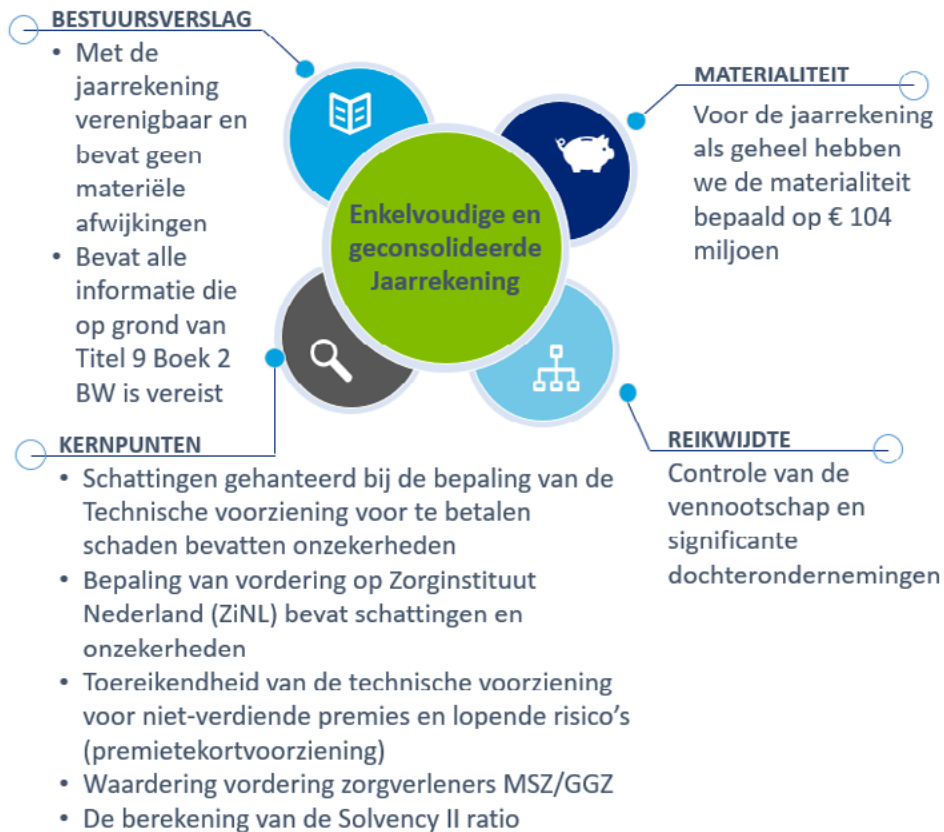 BESTUURSVERSLAG
• Met de
jaarrekening
verenigbaar en
bevat geen
materiële
afwijkingen
• Bevat alle
informatie die
op grond van
Titel 9 Boek 2
BW is vereist
MATERIALITEIT
Voor de jaarrekening
als geheel hebben
we de materialiteit
bepaald op € 104
miljoen
Enkelvoudige en
geconsolideerde
Jaarrekening
KERNPUNTEN
• Schattingen gehanteerd bij de bepaling van de
Technische voorziening voor te betalen
schaden bevatten onzekerheden
• Bepaling van vordering op Zorginstituut
Nederland (ZiNL) bevat schattingen en
onzekerheden
• Toereikendheid van de technische voorziening
voor niet-verdiende premies en lopende risico's
(premietekortvoorziening)
• Waardering vordering zorgverleners MSZ/GGZ
• De berekening van de Solvency II ratio
REIKWIJDTE
Controle van de
vennootschap en
significante
dochterondernemingen